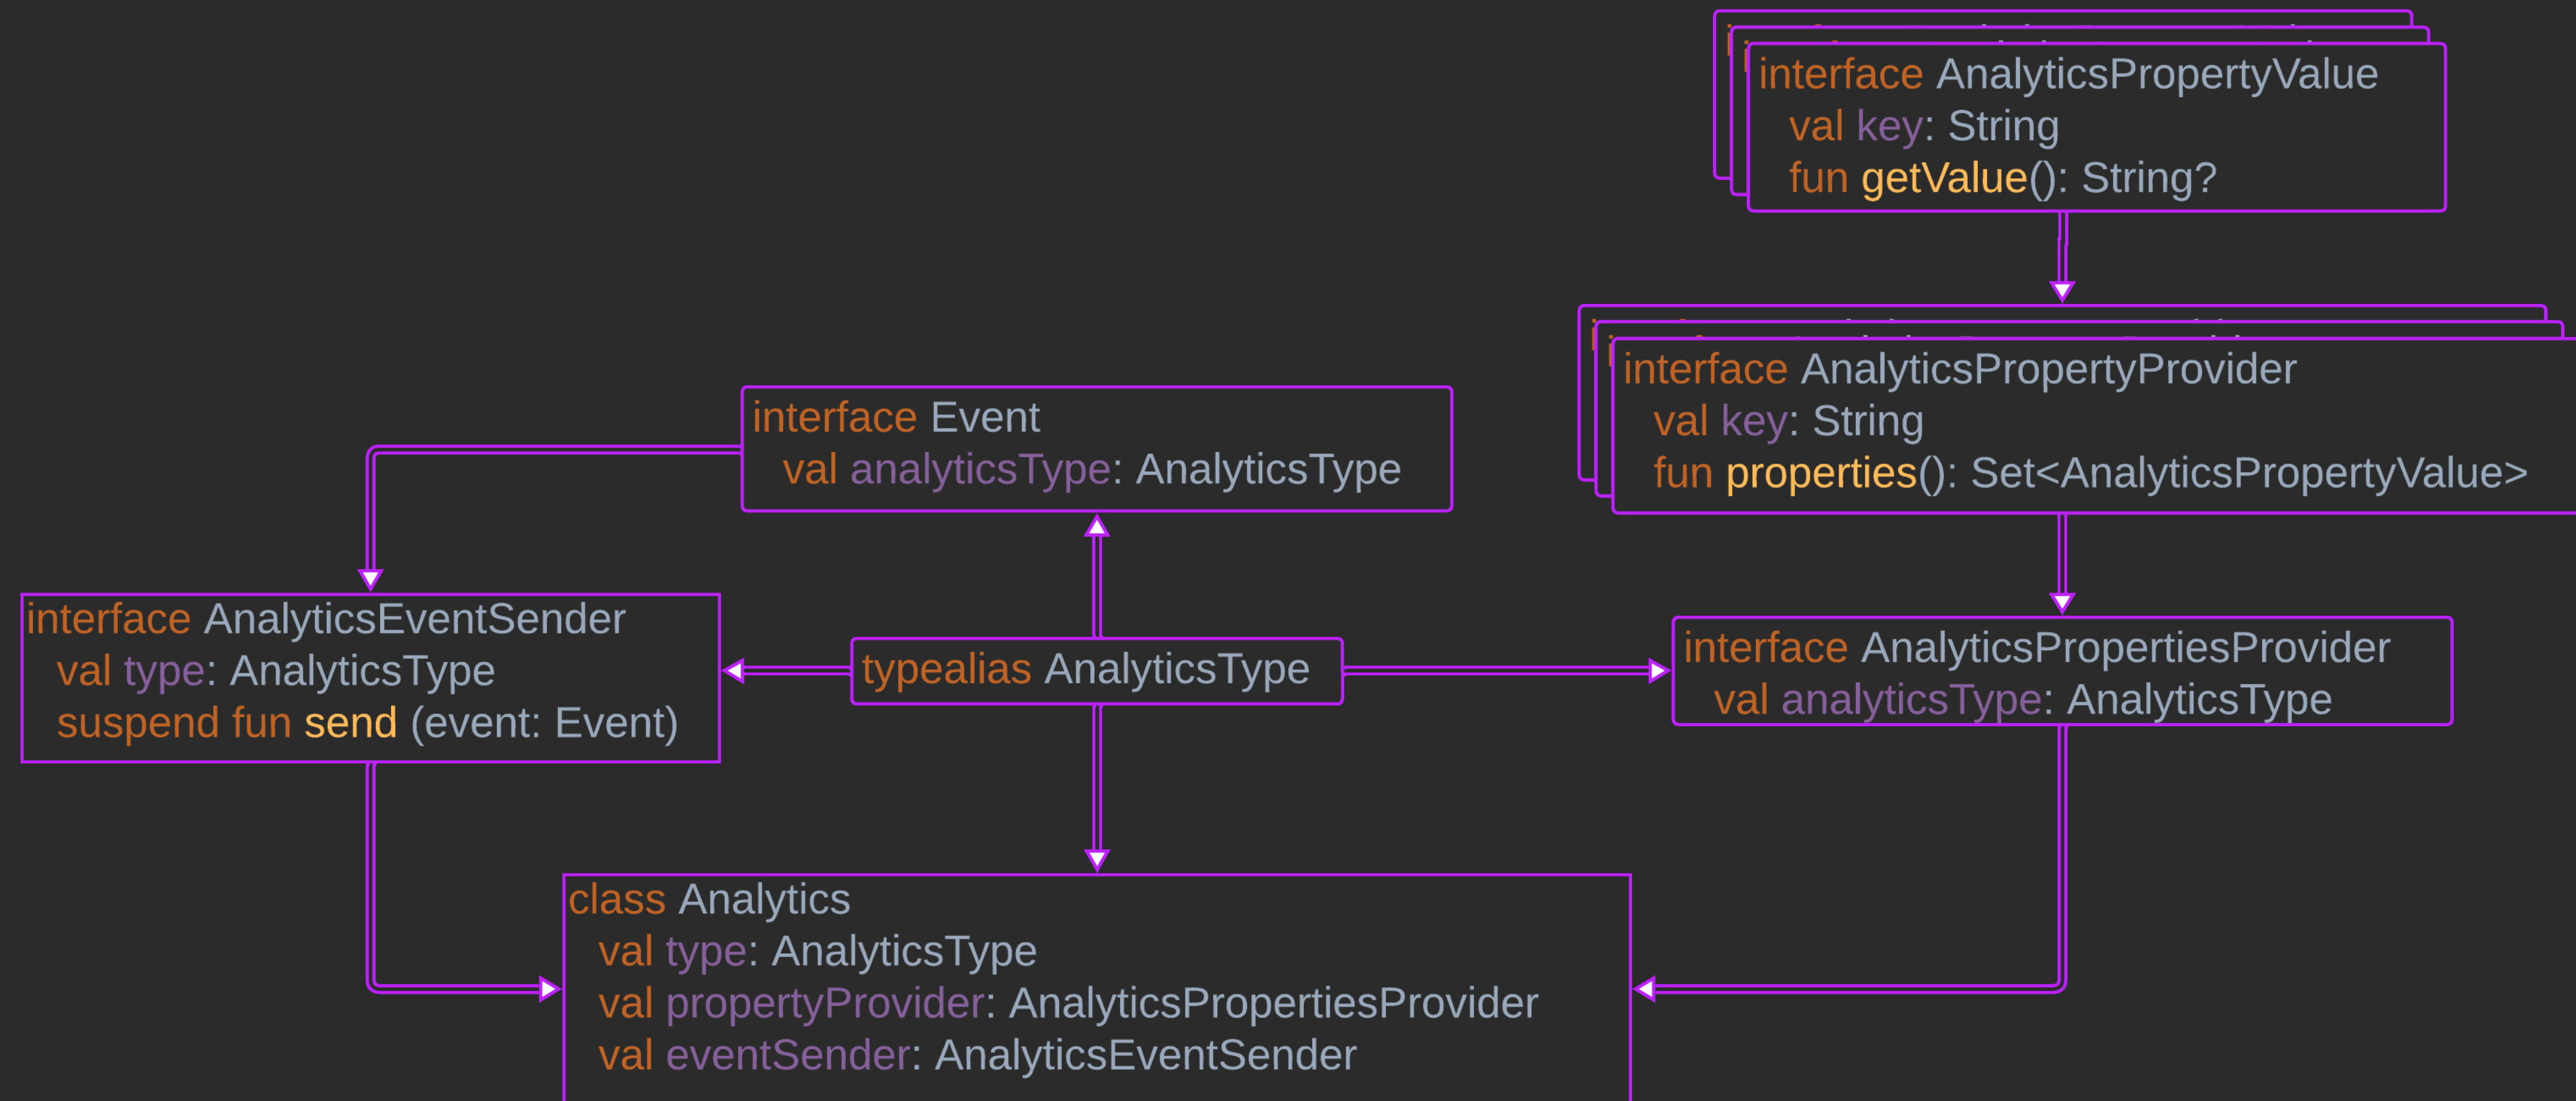 interface AnalyticsPropertyValue
val key: String
fun getValue(): String?
interface AnalyticsPropertyProvider
val key: String
fun properties(): Set<AnalyticsPropertyValue>
interface Event
val analyticsType: AnalyticsType
interface AnalyticsEventSender
val type: AnalyticsType
suspend fun send (event: Event)
typealias AnalyticsType
interface AnalyticsPropertiesProvider
val analyticsType: AnalyticsType
class Analytics
val type: AnalyticsType
val propertyProvider: AnalyticsPropertiesProvider
val eventSender: AnalyticsEventSender